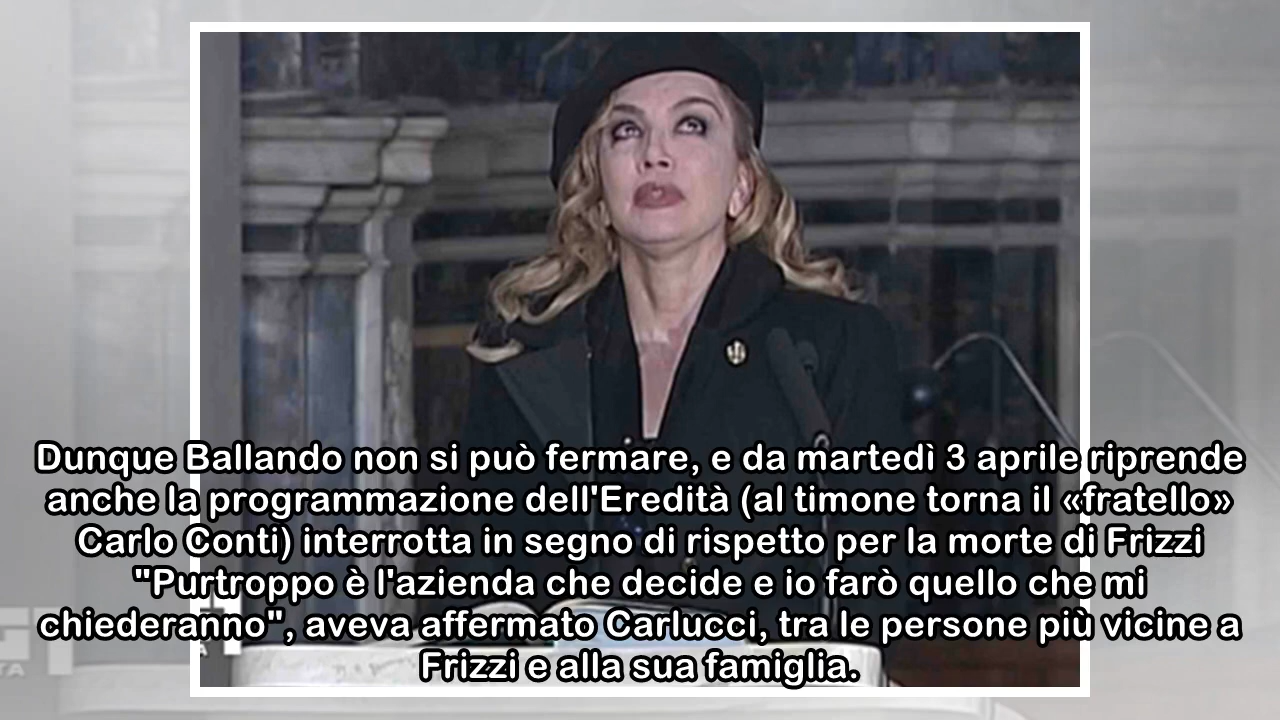 Dunque Ballando non si può fermare, e da martedì 3 aprile riprende
anche la programmazione dell'Eredità (al timone torna il «fratello»
Carlo Conti) interrotta in segno di rispetto per la morte di Frizzi
"Purtroppo è l'azienda che decide e io farò quello che mi
chiederanno", aveva affermato Carlucci, tra le persone più vicine a
Frizzi e alla sua famiglia.